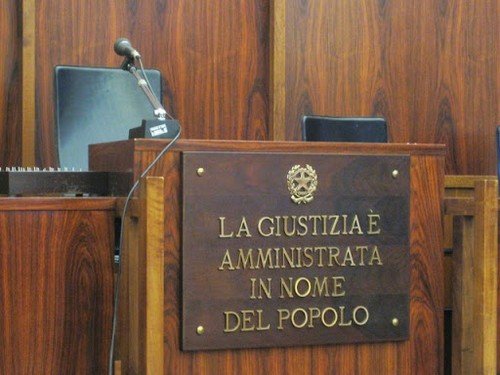 LA GIUSTIZIA È
AMMINISTRATA
IN NOME
DEL POPOLO